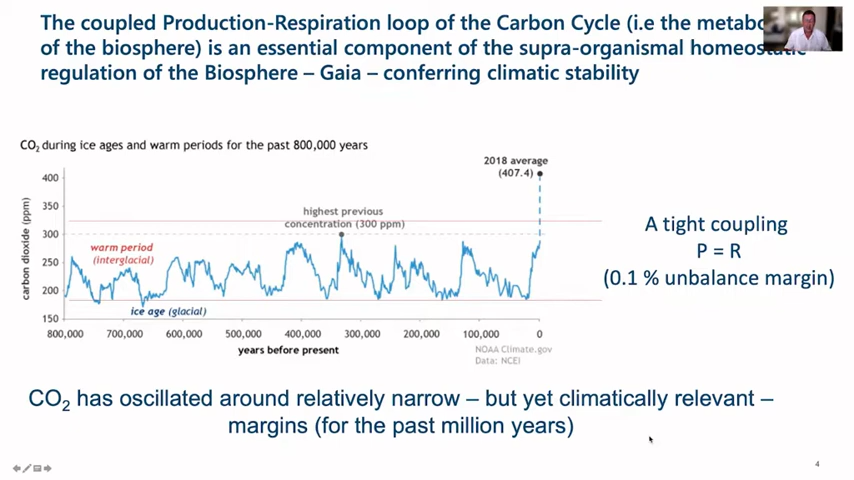 The coupled Production-Respiration loop of the Carbon Cycle (i.e the metabo
of the biosphere) is an essential component of the supra-organismal homeostatic
regulation of the Biosphere – Gaia – conferring climatic stability
CO₂ during ice ages and warm periods for the past 800,000 years
2018 average
(407.4)
400
350
300
250
200
150
carbon dioxide (ppm)
highest previous
concentration (300 ppm)
warm period
(interglacial)
ice age (glacial)
800,000 700,000 600,000 500,000 400,000 300,000 200,000 100,000 0
years before present
NOAA Climate.gov
Data: NCEI
A tight coupling
P = R
(0.1 % unbalance margin)
CO₂ has oscillated around relatively narrow – but yet climatically relevant –
margins (for the past million years)
4